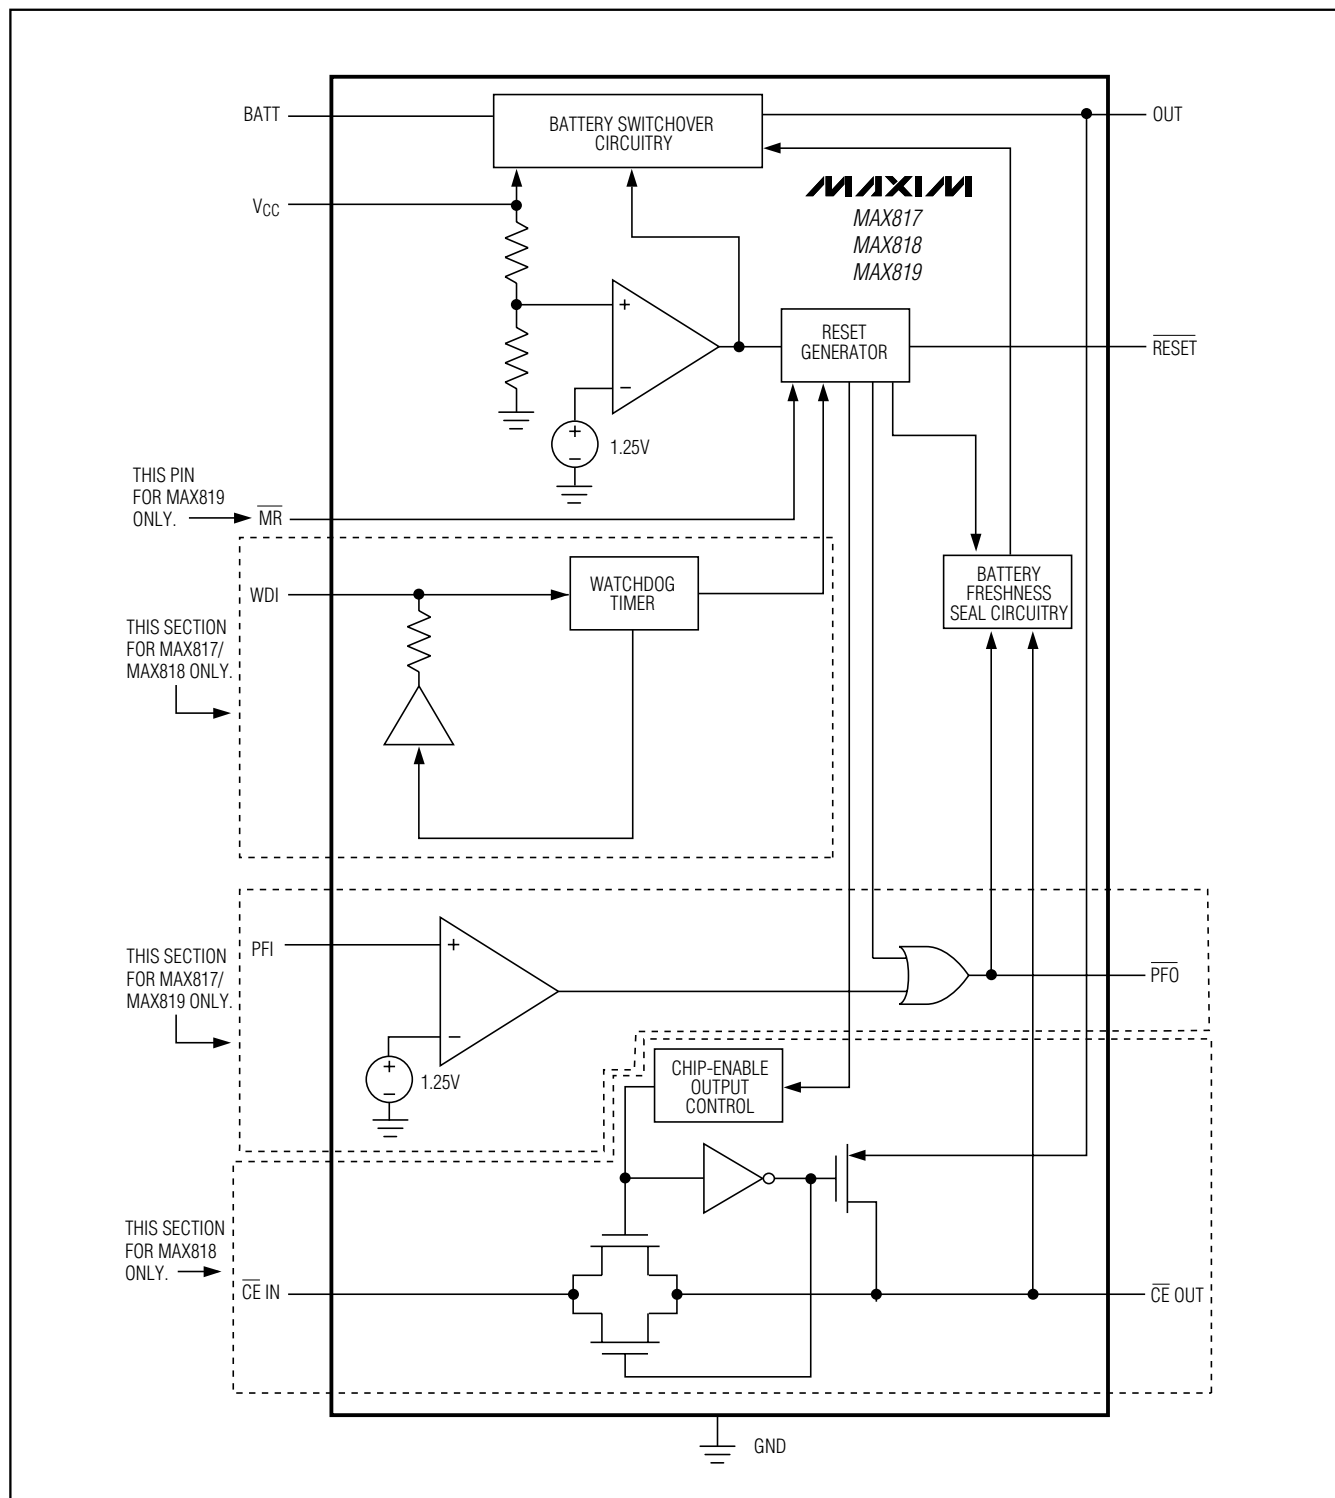 BATT
BATTERY SWITCHOVER
CIRCUITRY
OUT
VCC
MAXIM
MAX817
MAX818
MAX819
+
−
RESET
GENERATOR
RESET
+
−
1.25V
THIS PIN
FOR MAX819
ONLY.
MR
WDI
WATCHDOG
TIMER
BATTERY
FRESHNESS
SEAL CIRCUITRY
THIS SECTION
FOR MAX817/
MAX818 ONLY.
PFI
+
−
THIS SECTION
FOR MAX817/
MAX819 ONLY.
PFO
+
−
1.25V
CHIP-ENABLE
OUTPUT
CONTROL
THIS SECTION
FOR MAX818
ONLY.
CE IN
CE OUT
GND